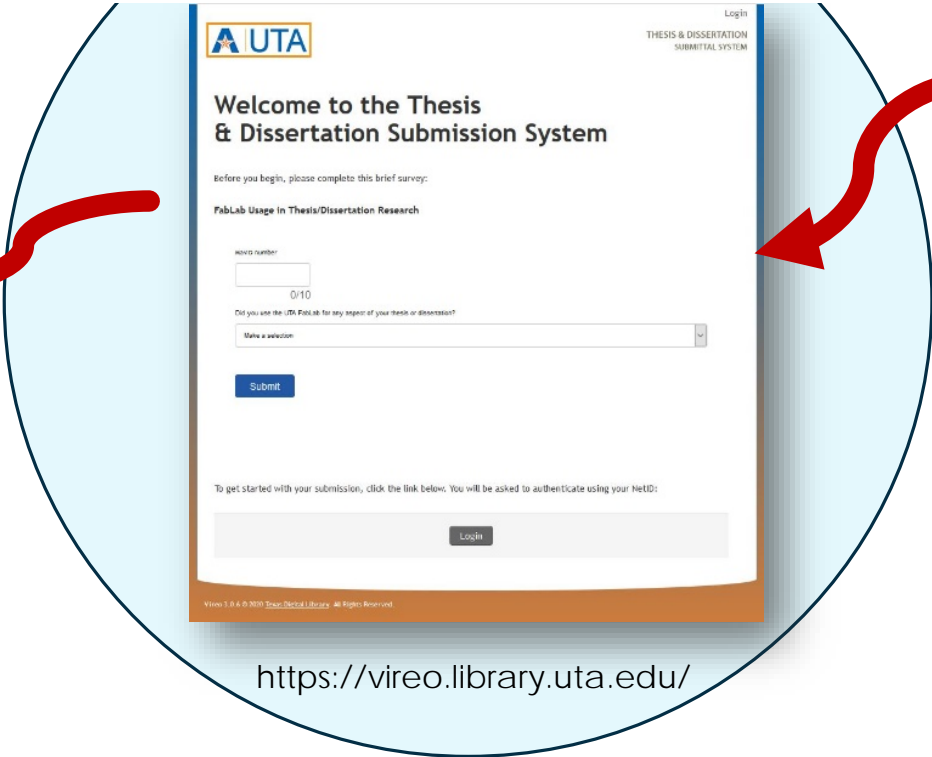 Login
A UTA
THESIS & DISSERTATION
SUBMITTAL SYSTEM
Welcome to the Thesis
& Dissertation Submission System
Before you begin, please complete this brief survey:
FabLab Usage in Thesis/Dissertation Research
number
0/10
Did you use the UTA FabLab for any aspect of your thesis or dissertation?
Make a selection
Submit
To get started with your submission, click the link below. You will be asked to authenticate using your NetID:
Login
Vireo © 2020 Texas Digital Library. All Rights Reserved.
https://vireo.library.uta.edu/